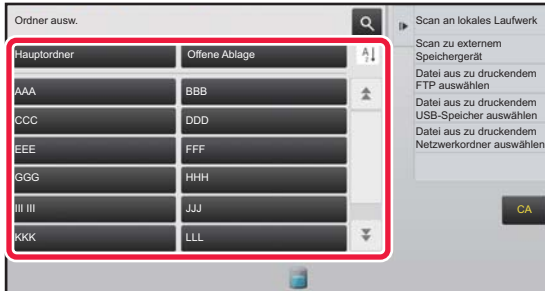 Ordner ausw.
Hauptordner
Offene Ablage
AAA
BBB
CCC
DDD
EEE
FFF
GGG
HHH
III III
JJJ
KKK
LLL
A
Z
Scan an lokales Laufwerk
Scan zu externem
Speichergerät
Datei aus zu druckendem
FTP auswählen
Datei aus zu druckendem
USB-Speicher auswählen
Datei aus zu druckendem
Netzwerkordner auswählen
CA